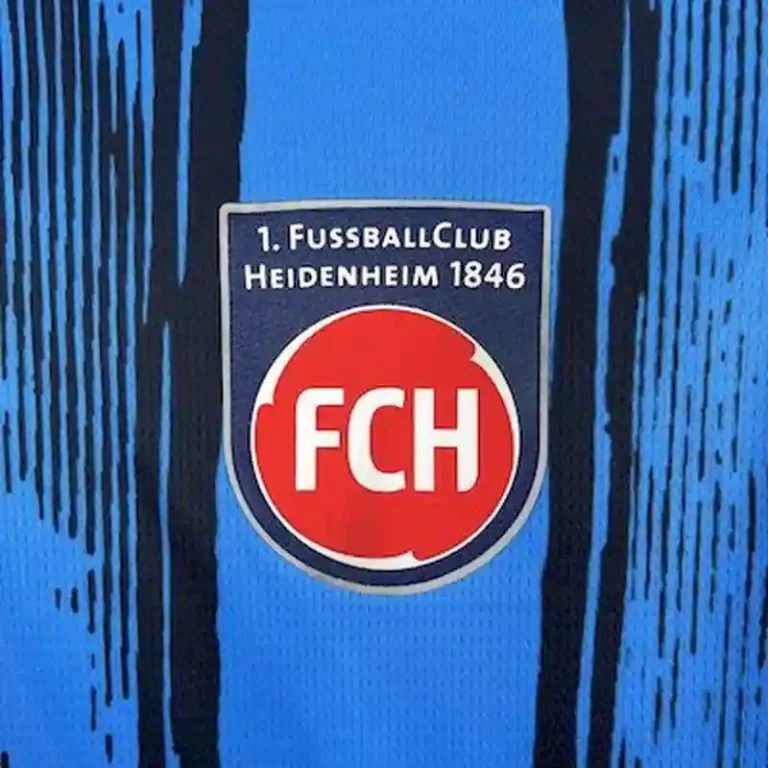 1. FUSSBALLCLUB
HEIDENHEIM 1846
FCH